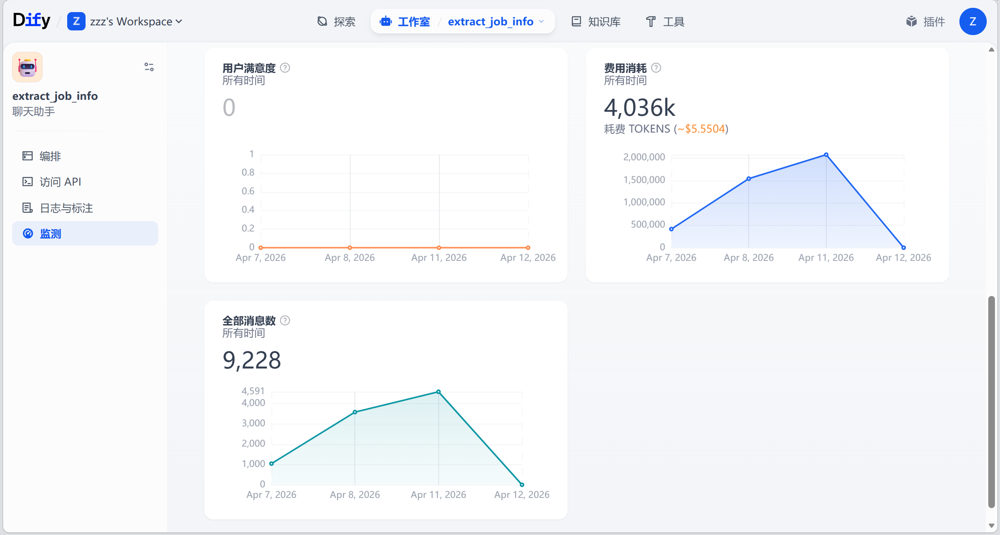 Dify / Z zzz's Workspace
探索
工作室 / extract_job_info
知识库
工具
插件
Z
extract_job_info
聊天助手
编排
访问 API
日志与标注
监测
用户满意度
所有时间
0
1
0.8
0.6
0.4
0.2
0
Apr 7, 2026 Apr 8, 2026 Apr 11, 2026 Apr 12, 2026
费用消耗
所有时间
4,036k
耗费 TOKENS (~$5.5504)
2,000,000
1,500,000
1,000,000
500,000
0
Apr 7, 2026 Apr 8, 2026 Apr 11, 2026 Apr 12, 2026
全部消息数
所有时间
9,228
4,591
4,000
3,000
2,000
1,000
0
Apr 7, 2026 Apr 8, 2026 Apr 11, 2026 Apr 12, 2026